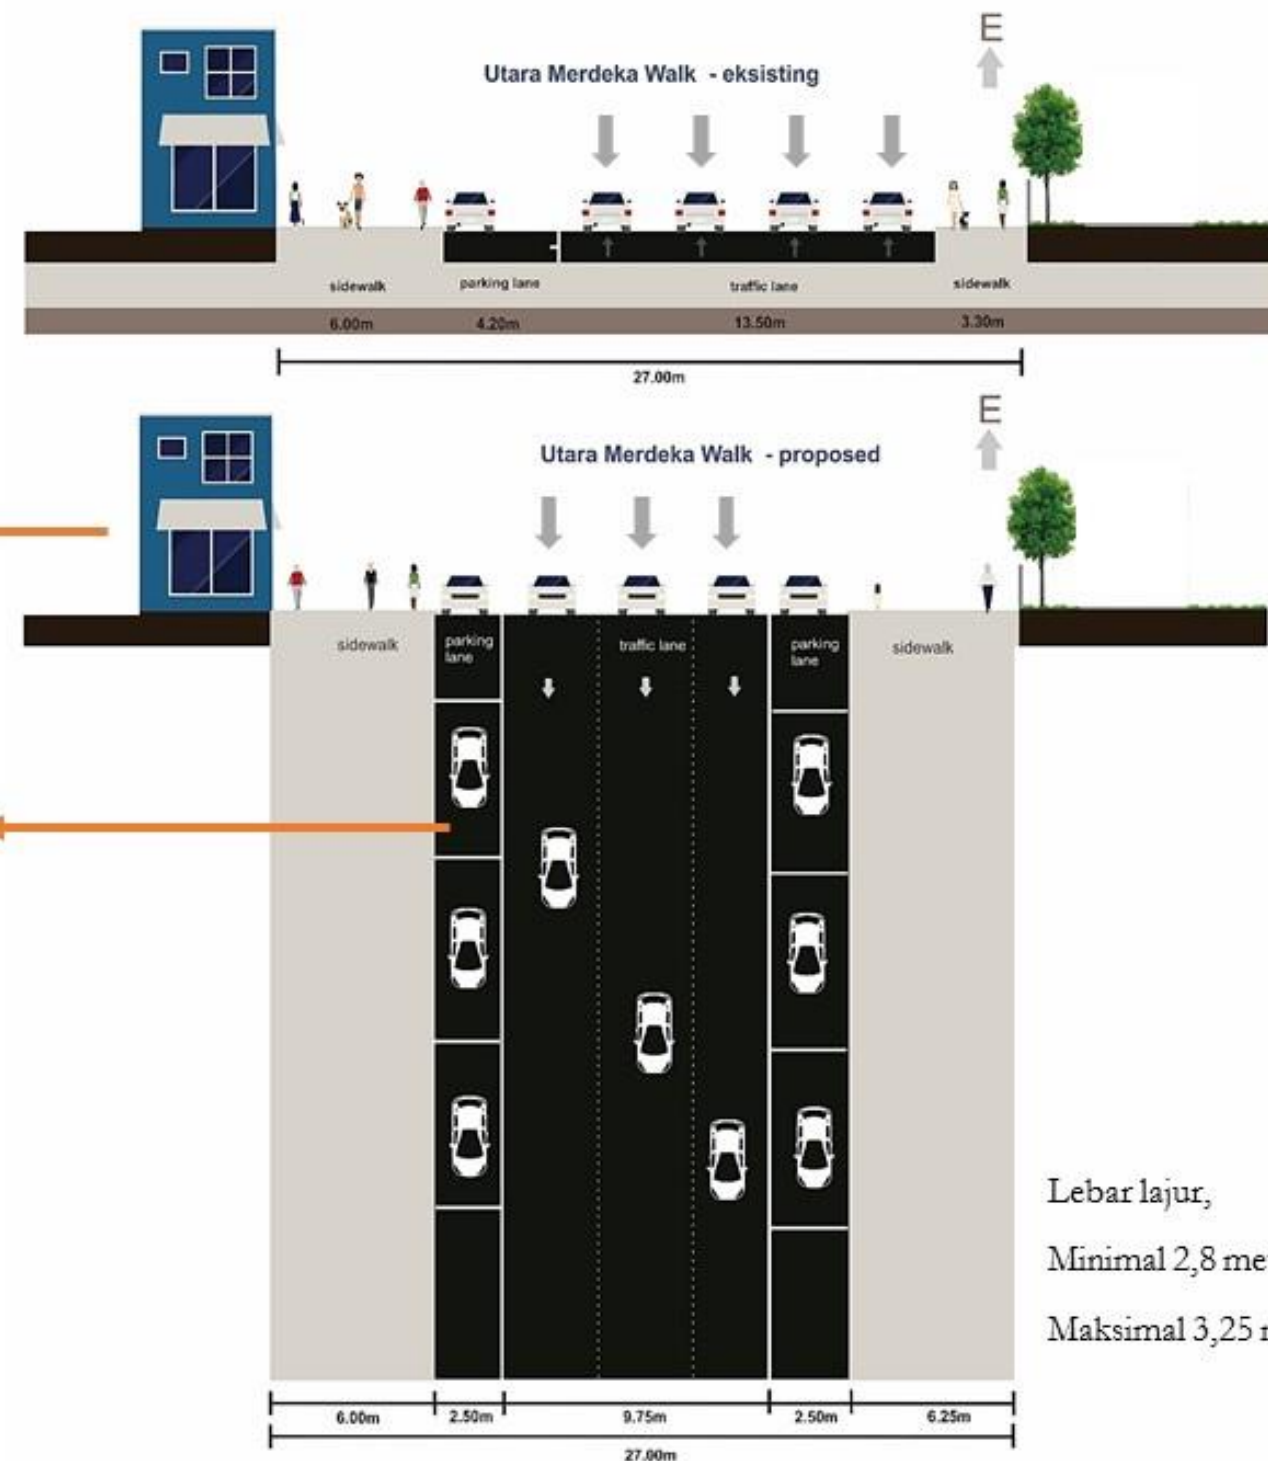 E
Utara Merdeka Walk - eksisting
sidewalk parking lane traffic lane sidewalk
6.00m 4.20m 13.50m 3.30m
27.00m
E
Utara Merdeka Walk - proposed
sidewalk
parking
lane
traffic lane
parking
lane
sidewalk
Lebar lajur,
Minimal 2,8 me
Maksimal 3,25
6.00m 2.50m 9.75m 2.50m 6.25m
27.00m